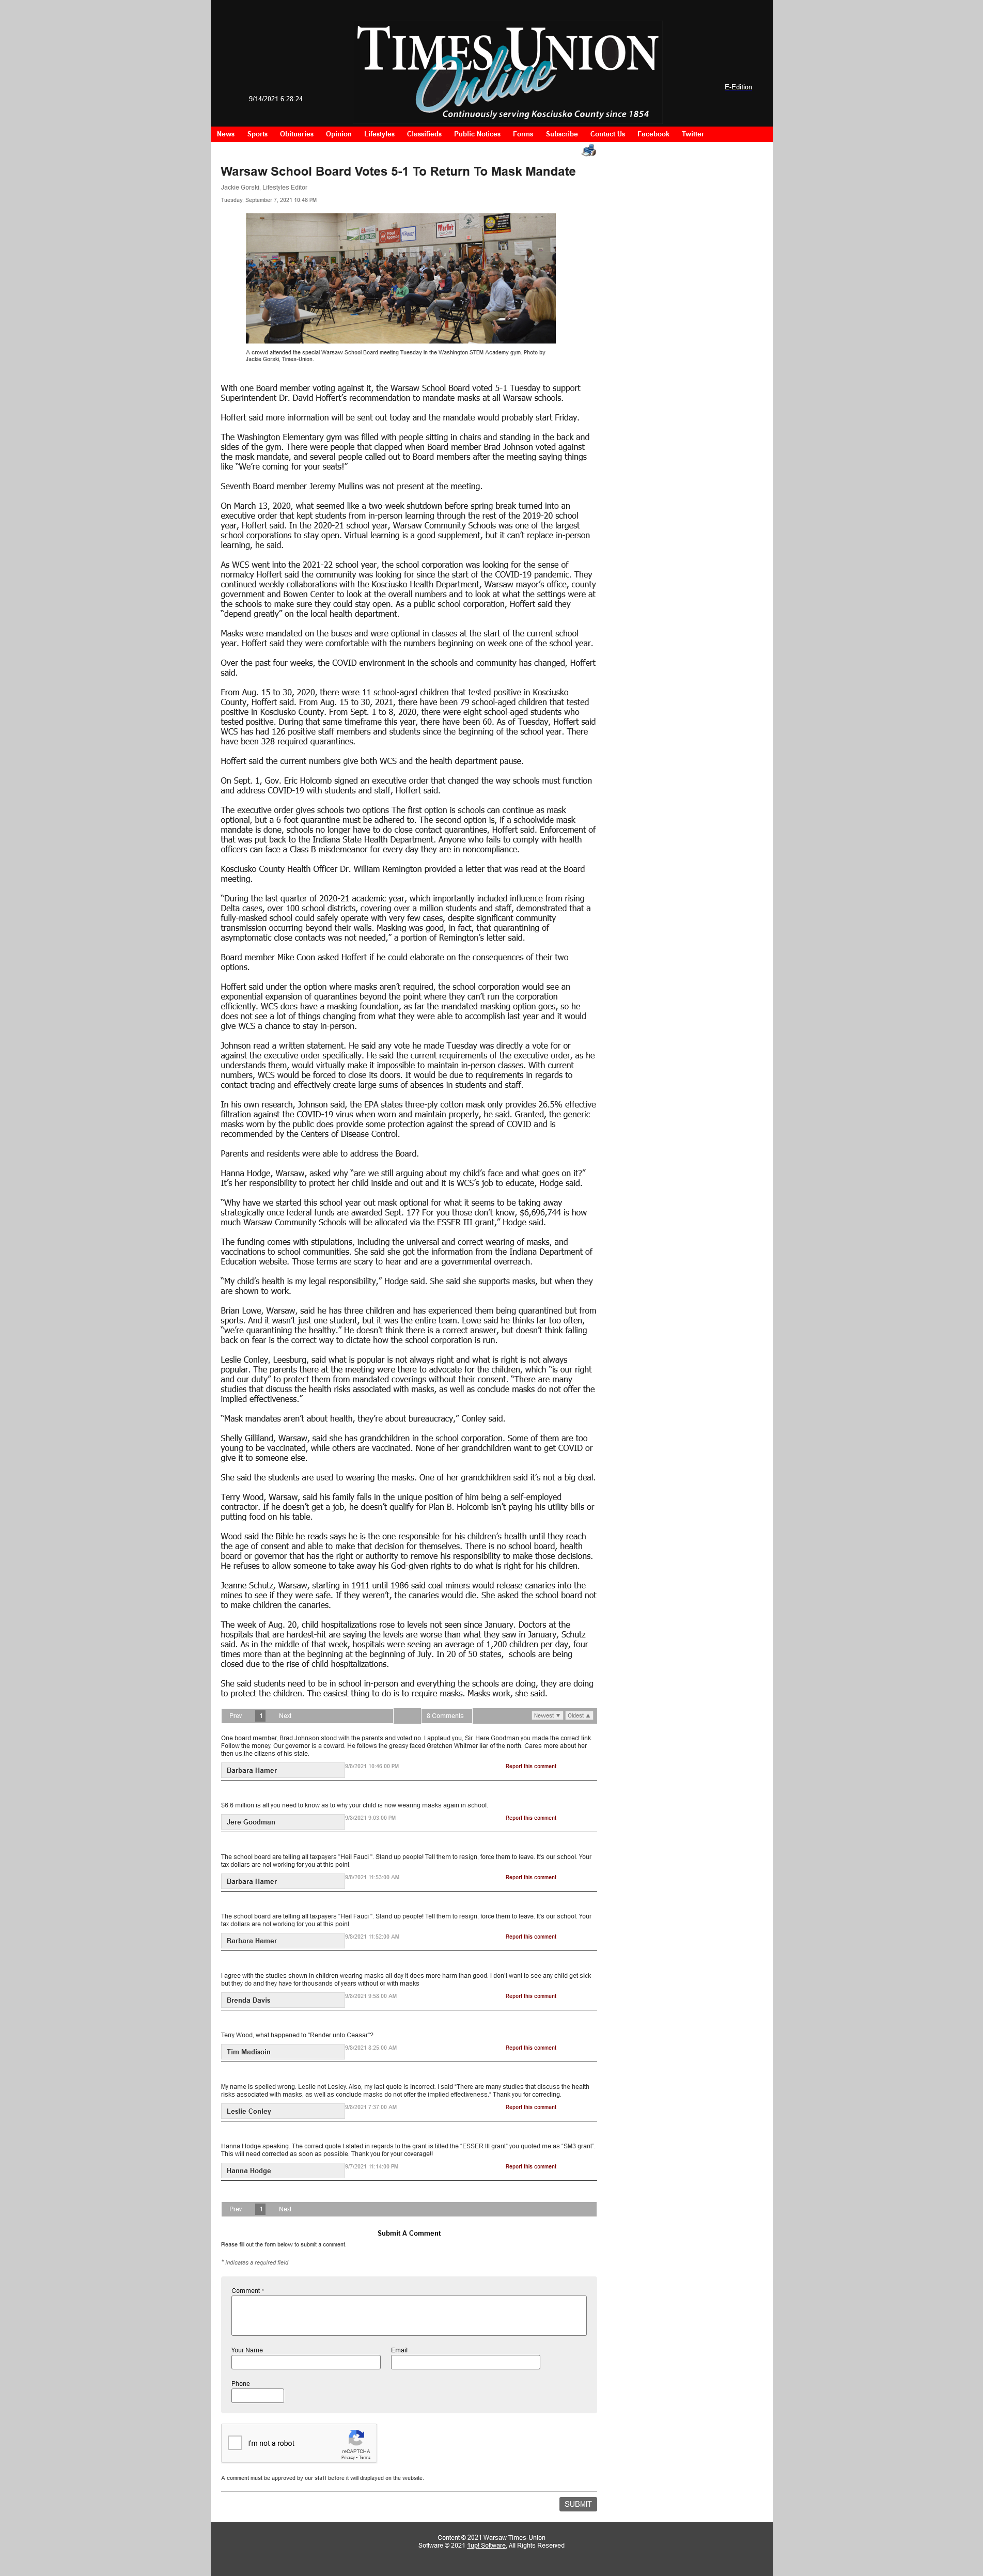 TIMES UNION
Online
Continuously serving Kosciusko County since 1854
9/14/2021 6:28:24
E-Edition
News Sports Obituaries Opinion Lifestyles Classifieds Public Notices Forms Subscribe Contact Us Facebook Twitter
Warsaw School Board Votes 5-1 To Return To Mask Mandate
Jackie Gorski, Lifestyles Editor
Tuesday, September 7, 2021 10:46 PM
A crowd attended the special Warsaw School Board meeting Tuesday in the Washington STEM Academy gym. Photo by
Jackie Gorski, Times-Union.
With one Board member voting against it, the Warsaw School Board voted 5-1 Tuesday to support
Superintendent Dr. David Hoffert's recommendation to mandate masks at all Warsaw schools.
Hoffert said more information will be sent out today and the mandate would probably start Friday.
The Washington Elementary gym was filled with people sitting in chairs and standing in the back and
sides of the gym. There were people that clapped when Board member Brad Johnson voted against
the mask mandate, and several people called out to Board members after the meeting saying things
like "We're coming for your seats!"
Seventh Board member Jeremy Mullins was not present at the meeting.
On March 13, 2020, what seemed like a two-week shutdown before spring break turned into an
executive order that kept students from in-person learning through the rest of the 2019-20 school
year, Hoffert said. In the 2020-21 school year, Warsaw Community Schools was one of the largest
school corporations to stay open. Virtual learning is a good supplement, but it can't replace in-person
learning, he said.
As WCS went into the 2021-22 school year, the school corporation was looking for the sense of
normalcy Hoffert said the community was looking for since the start of the COVID-19 pandemic. They
continued weekly collaborations with the Kosciusko Health Department, Warsaw mayor's office, county
government and Bowen Center to look at the overall numbers and to look at what the settings were at
the schools to make sure they could stay open. As a public school corporation, Hoffert said they
"depend greatly" on the local health department.
Masks were mandated on the buses and were optional in classes at the start of the current school
year. Hoffert said they were comfortable with the numbers beginning on week one of the school year.
Over the past four weeks, the COVID environment in the schools and community has changed, Hoffert
said.
From Aug. 15 to 30, 2020, there were 11 school-aged children that tested positive in Kosciusko
County, Hoffert said. From Aug. 15 to 30, 2021, there have been 79 school-aged children that tested
positive in Kosciusko County. From Sept. 1 to 8, 2020, there were eight school-aged students who
tested positive. During that same timeframe this year, there have been 60. As of Tuesday, Hoffert said
WCS has had 126 positive staff members and students since the beginning of the school year. There
have been 328 required quarantines.
Hoffert said the current numbers give both WCS and the health department pause.
On Sept. 1, Gov. Eric Holcomb signed an executive order that changed the way schools must function
and address COVID-19 with students and staff, Hoffert said.
The executive order gives schools two options The first option is schools can continue as mask
optional, but a 6-foot quarantine must be adhered to. The second option is, if a schoolwide mask
mandate is done, schools no longer have to do close contact quarantines, Hoffert said. Enforcement of
that was put back to the Indiana State Health Department. Anyone who fails to comply with health
officers can face a Class B misdemeanor for every day they are in noncompliance.
Kosciusko County Health Officer Dr. William Remington provided a letter that was read at the Board
meeting.
"During the last quarter of 2020-21 academic year, which importantly included influence from rising
Delta cases, over 100 school districts, covering over a million students and staff, demonstrated that a
fully-masked school could safely operate with very few cases, despite significant community
transmission occurring beyond their walls. Masking was good, in fact, that quarantining of
asymptomatic close contacts was not needed," a portion of Remington's letter said.
Board member Mike Coon asked Hoffert if he could elaborate on the consequences of their two
options.
Hoffert said under the option where masks aren't required, the school corporation would see an
exponential expansion of quarantines beyond the point where they can't run the corporation
efficiently. WCS does have a masking foundation, as far the mandated masking option goes, so he
does not see a lot of things changing from what they were able to accomplish last year and it would
give WCS a chance to stay in-person.
Johnson read a written statement. He said any vote he made Tuesday was directly a vote for or
against the executive order specifically. He said the current requirements of the executive order, as he
understands them, would virtually make it impossible to maintain in-person classes. With current
numbers, WCS would be forced to close its doors. It would be due to requirements in regards to
contact tracing and effectively create large sums of absences in students and staff.
In his own research, Johnson said, the EPA states three-ply cotton mask only provides 26.5% effective
filtration against the COVID-19 virus when worn and maintain properly, he said. Granted, the generic
masks worn by the public does provide some protection against the spread of COVID and is
recommended by the Centers of Disease Control.
Parents and residents were able to address the Board.
Hanna Hodge, Warsaw, asked why "are we still arguing about my child's face and what goes on it?"
It's her responsibility to protect her child inside and out and it is WCS's job to educate, Hodge said.
"Why have we started this school year out mask optional for what it seems to be taking away
strategically once federal funds are awarded Sept. 17? For you those don't know, $6,696,744 is how
much Warsaw Community Schools will be allocated via the ESSER III grant," Hodge said.
The funding comes with stipulations, including the universal and correct wearing of masks, and
vaccinations to school communities. She said she got the information from the Indiana Department of
Education website. Those terms are scary to hear and are a governmental overreach.
"My child's health is my legal responsibility," Hodge said. She said she supports masks, but when they
are shown to work.
Brian Lowe, Warsaw, said he has three children and has experienced them being quarantined but from
sports. And it wasn't just one student, but it was the entire team. Lowe said he thinks far too often,
"we're quarantining the healthy." He doesn't think there is a correct answer, but doesn't think falling
back on fear is the correct way to dictate how the school corporation is run.
Leslie Conley, Leesburg, said what is popular is not always right and what is right is not always
popular. The parents there at the meeting were there to advocate for the children, which "is our right
and our duty" to protect them from mandated coverings without their consent. "There are many
studies that discuss the health risks associated with masks, as well as conclude masks do not offer the
implied effectiveness."
"Mask mandates aren't about health, they're about bureaucracy," Conley said.
Shelly Gilliland, Warsaw, said she has grandchildren in the school corporation. Some of them are too
young to be vaccinated, while others are vaccinated. None of her grandchildren want to get COVID or
give it to someone else.
She said the students are used to wearing the masks. One of her grandchildren said it's not a big deal.
Terry Wood, Warsaw, said his family falls in the unique position of him being a self-employed
contractor. If he doesn't get a job, he doesn't qualify for Plan B. Holcomb isn't paying his utility bills or
putting food on his table.
Wood said the Bible he reads says he is the one responsible for his children's health until they reach
the age of consent and able to make that decision for themselves. There is no school board, health
board or governor that has the right or authority to remove his responsibility to make those decisions.
He refuses to allow someone to take away his God-given rights to do what is right for his children.
Jeanne Schutz, Warsaw, starting in 1911 until 1986 said coal miners would release canaries into the
mines to see if they were safe. If they weren't, the canaries would die. She asked the school board not
to make children the canaries.
The week of Aug. 20, child hospitalizations rose to levels not seen since January. Doctors at the
hospitals that are hardest-hit are saying the levels are worse than what they saw in January, Schutz
said. As in the middle of that week, hospitals were seeing an average of 1,200 children per day, four
times more than at the beginning at the beginning of July. In 20 of 50 states, schools are being
closed due to the rise of child hospitalizations.
She said students need to be in school in-person and everything the schools are doing, they are doing
to protect the children. The easiest thing to do is to require masks. Masks work, she said.
Prev 1 Next 8 Comments Newest ▼ Oldest ▲
One board member, Brad Johnson stood with the parents and voted no. I applaud you, Sir. Here Goodman you made the correct link.
Follow the money. Our governor is a coward. He follows the greasy faced Gretchen Whitmer liar of the north. Cares more about her
then us,the citizens of his state.
Barbara Hamer 9/8/2021 10:46:00 PM Report this comment
$6.6 million is all you need to know as to why your child is now wearing masks again in school.
Jere Goodman 9/8/2021 9:03:00 PM Report this comment
The school board are telling all taxpayers "Heil Fauci ". Stand up people! Tell them to resign, force them to leave. It's our school. Your
tax dollars are not working for you at this point.
Barbara Hamer 9/8/2021 11:53:00 AM Report this comment
The school board are telling all taxpayers "Heil Fauci ". Stand up people! Tell them to resign, force them to leave. It's our school. Your
tax dollars are not working for you at this point.
Barbara Hamer 9/8/2021 11:52:00 AM Report this comment
I agree with the studies shown in children wearing masks all day it does more harm than good. I don't want to see any child get sick
but they do and they have for thousands of years without or with masks
Brenda Davis 9/8/2021 9:50:00 AM Report this comment
Terry Wood, what happened to "Render unto Ceasar"?
Tim Madisoin 9/8/2021 8:25:00 AM Report this comment
My name is spelled wrong. Leslie not Lesley. Also, my last quote is incorrect. I said "There are many studies that discuss the health
risks associated with masks, as well as conclude masks do not offer the implied effectiveness." Thank you for correcting.
Leslie Conley 9/8/2021 7:37:00 AM Report this comment
Hanna Hodge speaking. The correct quote I stated in regards to the grant is titled the "ESSER III grant" you quoted me as "SM3 grant".
This will need corrected as soon as possible. Thank you for your coverage!!
Hanna Hodge 9/7/2021 11:14:00 PM Report this comment
Prev 1 Next
Submit A Comment
Please fill out the form below to submit a comment.
* indicates a required field
Comment *
Your Name Email
Phone
I'm not a robot
reCAPTCHA
Privacy - Terms
A comment must be approved by our staff before it will displayed on the website.
SUBMIT
Content © 2021 Warsaw Times-Union
Software © 2021 1up! Software, All Rights Reserved